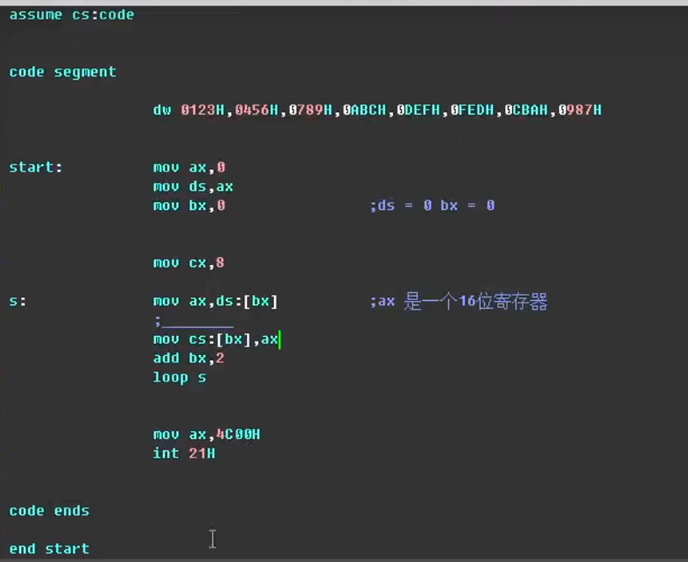 assume cs:code
code segment
dw 0123H,0456H,0789H,0ABCH,0DEFH,0FEDH,0CBAH,0987H
start: mov ax,0
mov ds,ax
mov bx,0 ;ds = 0 bx = 0
mov cx,8
s: mov ax,ds:[bx] ;ax 是一个16位寄存器
;________
mov cs:[bx],ax
add bx,2
loop s
mov ax,4C00H
int 21H
code ends
end start